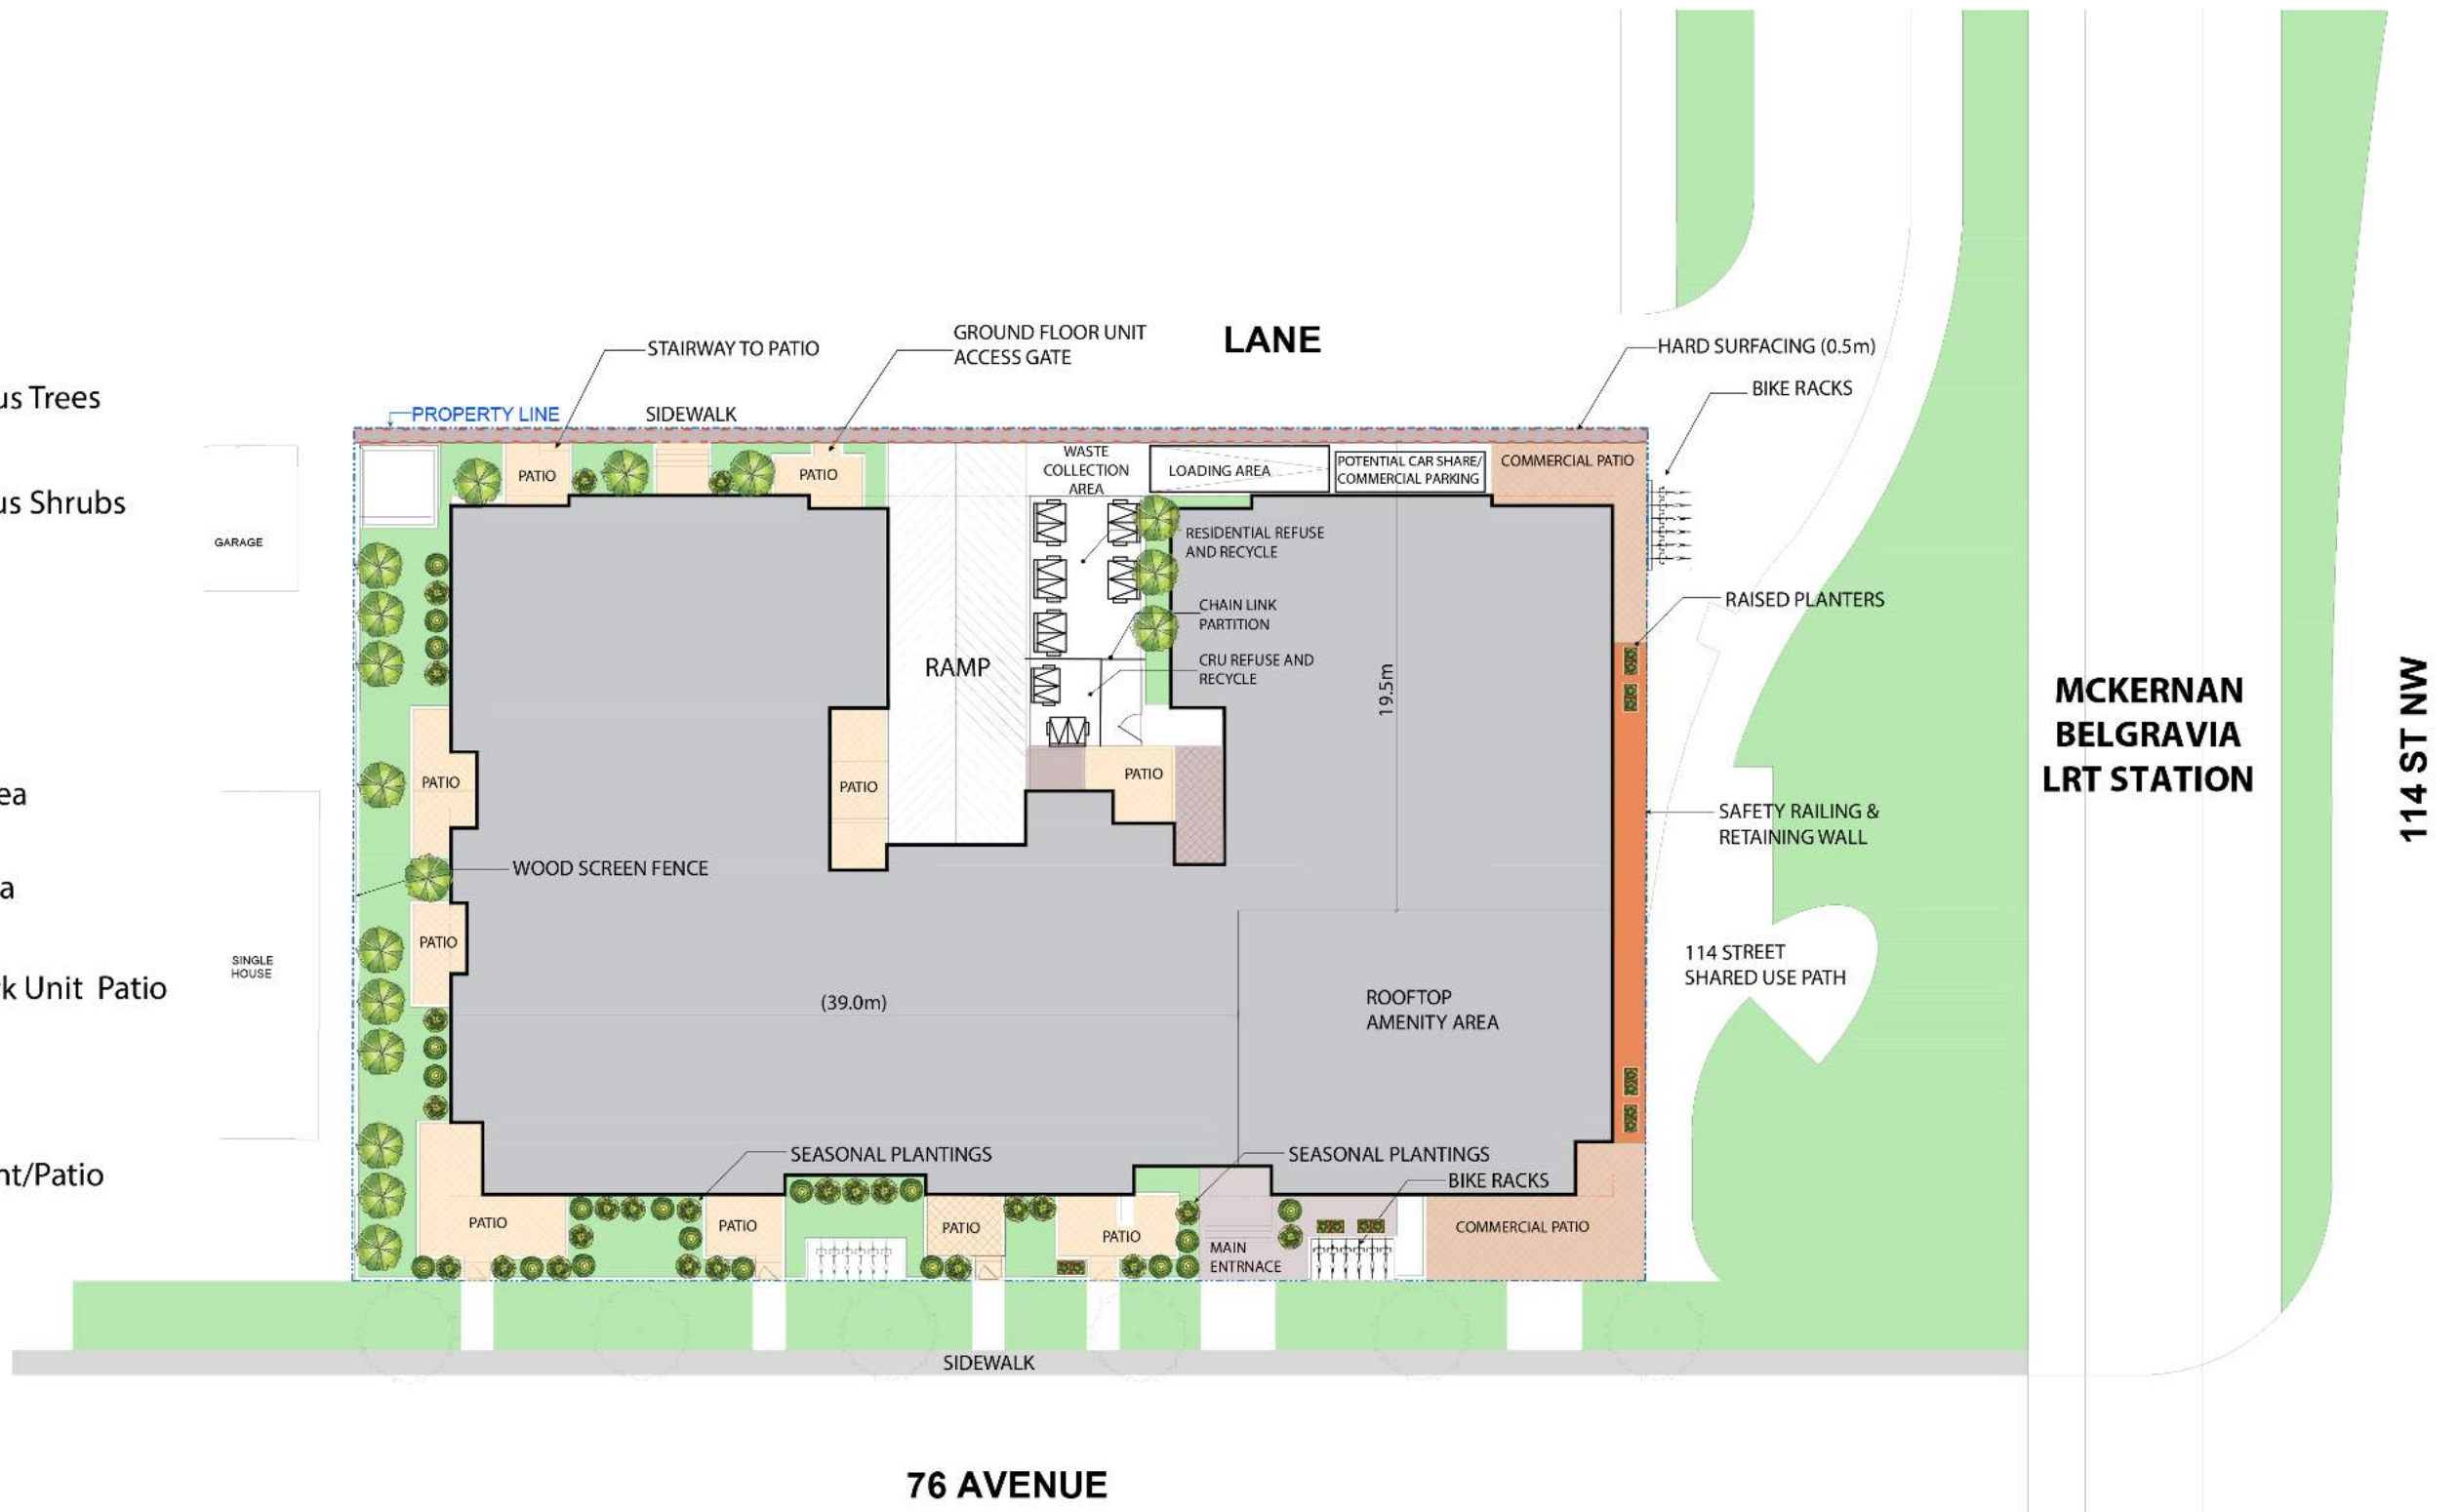 LANE
STAIRWAY TO PATIO
GROUND FLOOR UNIT
ACCESS GATE
HARD SURFACING (0.5m)
BIKE RACKS
us Trees
PROPERTY LINE
SIDEWALK
WASTE
COLLECTION
AREA
LOADING AREA
POTENTIAL CAR SHARE/
COMMERCIAL PARKING
COMMERCIAL PATIO
PATIO
PATIO
us Shrubs
GARAGE
RESIDENTIAL REFUSE
AND RECYCLE
CHAIN LINK
PARTITION
RAISED PLANTERS
RAMP
CRU REFUSE AND
RECYCLE
19.5m
MCKERNAN
BELGRAVIA
LRT STATION
114 ST NW
PATIO
PATIO
PATIO
ea
SAFETY RAILING &
RETAINING WALL
WOOD SCREEN FENCE
a
PATIO
SINGLE
HOUSE
114 STREET
SHARED USE PATH
k Unit  Patio
(39.0m)
ROOFTOP
AMENITY AREA
SEASONAL PLANTINGS
SEASONAL PLANTINGS
BIKE RACKS
nt/Patio
PATIO
PATIO
PATIO
PATIO
MAIN
ENTRNACE
COMMERCIAL PATIO
SIDEWALK
76 AVENUE